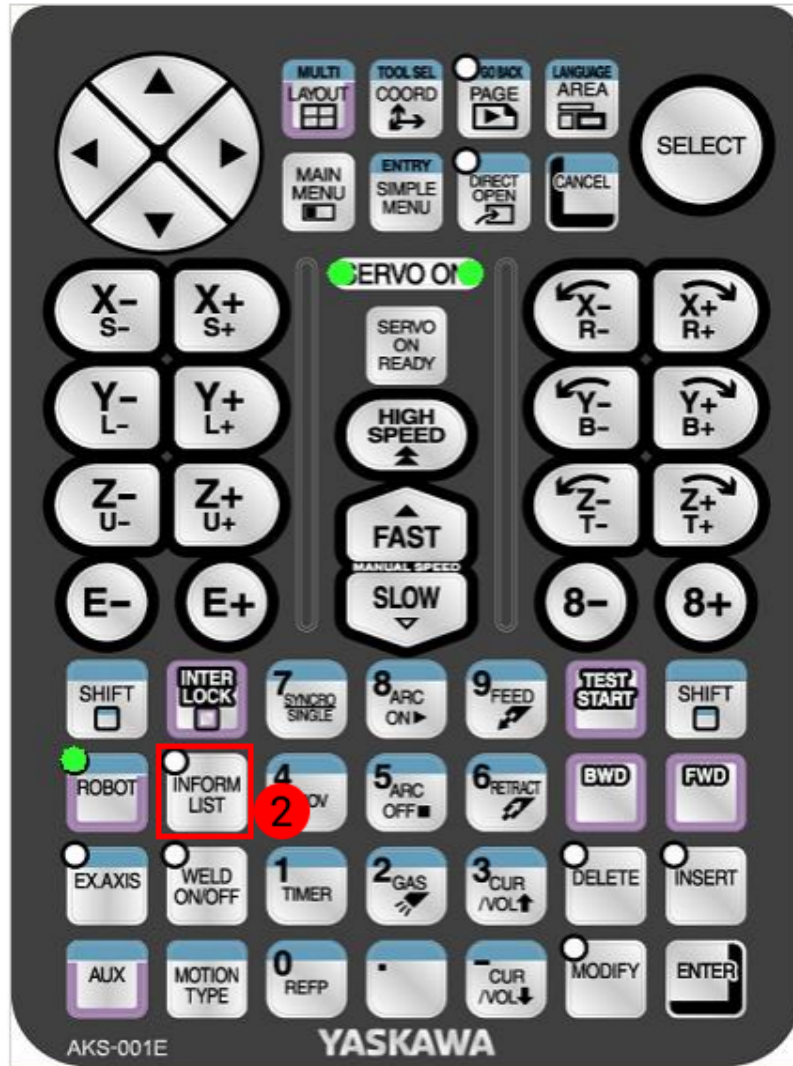 MULTI
LAYOUT
TOOL SEL
COORD
GO BACK
PAGE
LANGUAGE
AREA
SELECT
MAIN
MENU
ENTRY
SIMPLE
MENU
DIRECT
OPEN
CANCEL
SERVO ON
X-
S-
X+
S+
SERVO
ON
READY
X-
R-
X+
R+
Y-
L-
Y+
L+
HIGH
SPEED
Y-
B-
Y+
B+
Z-
U-
Z+
U+
FAST
MANUAL SPEED
SLOW
Z-
T-
Z+
T+
E-
E+
8-
8+
SHIFT
INTER
LOCK
7
SYNCRO
SINGLE
8
ARC
ON
9
FEED
TEST
START
SHIFT
ROBOT
INFORM
LIST
2
4
5
ARC
OFF
6
RETRACT
BWD
FWD
EX.AXIS
WELD
ON/OFF
1
TIMER
2
GAS
3
CUR
/VOL
DELETE
INSERT
AUX
MOTION
TYPE
0
REFP
.
-
CUR
/VOL
MODIFY
ENTER
AKS-001E
YASKAWA